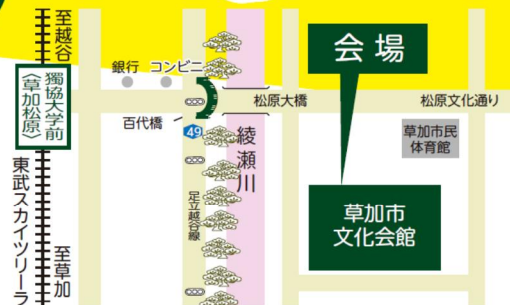 至越谷
獨協大学前
〈草加松原〉
東武スカイツリーラ
至草加
銀行
コンビニ
百代橋
49
足立越谷線
綾瀬川
松原大橋
松原文化通り
会場
草加市民
体育館
草加市
文化会館